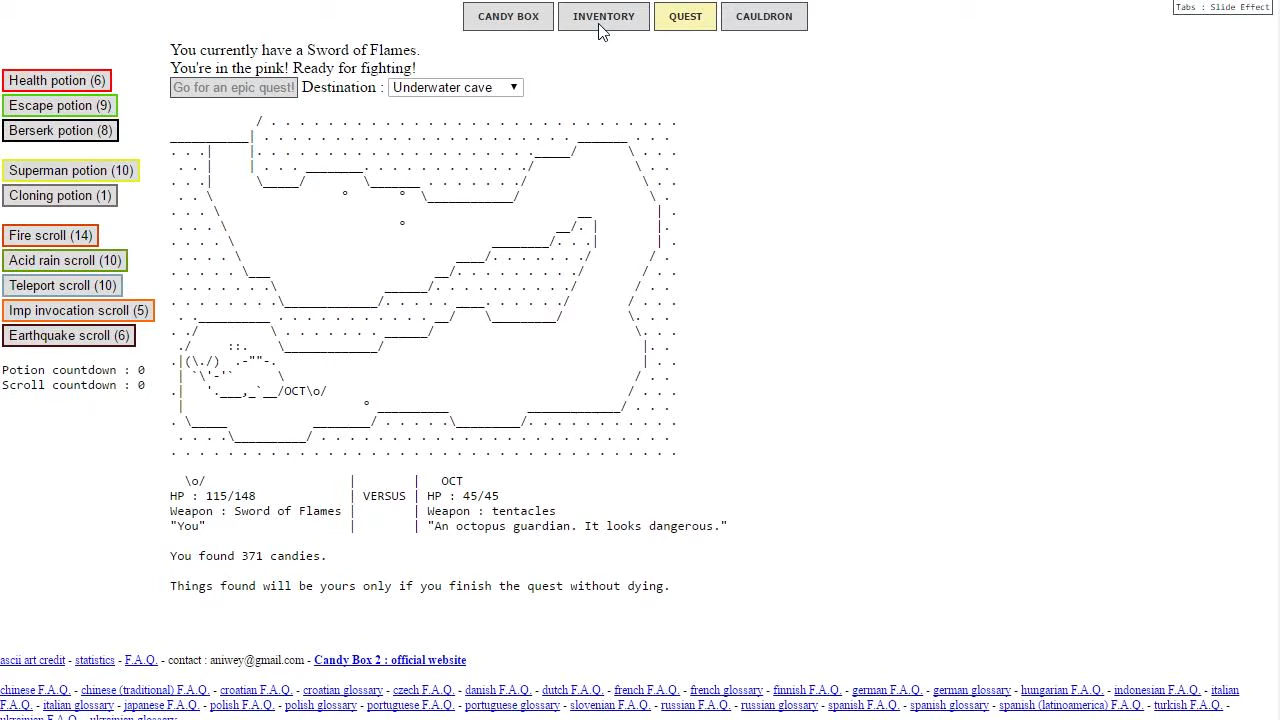 CANDY BOX INVENTORY QUEST CAULDRON
Tabs : Slide Effect
You currently have a Sword of Flames.
You're in the pink! Ready for fighting!
Go for an epic quest! Destination : Underwater cave
Health potion (6)
Escape potion (9)
Berserk potion (8)
Superman potion (10)
Cloning potion (1)
Fire scroll (14)
Acid rain scroll (10)
Teleport scroll (10)
Imp invocation scroll (5)
Earthquake scroll (6)
Potion countdown : 0
Scroll countdown : 0
OCT\o/
\o/ | | OCT
HP : 115/148 | VERSUS | HP : 45/45
Weapon : Sword of Flames | | Weapon : tentacles
"You" | | "An octopus guardian. It looks dangerous."
You found 371 candies.
Things found will be yours only if you finish the quest without dying.
ascii art credit - statistics - F.A.Q. - contact : aniwey@gmail.com - Candy Box 2 : official website
chinese F.A.Q. - chinese (traditional) F.A.Q. - croatian F.A.Q. - croatian glossary - czech F.A.Q. - danish F.A.Q. - dutch F.A.Q. - french F.A.Q. - french glossary - finnish F.A.Q. - german F.A.Q. - german glossary - hungarian F.A.Q. - indonesian F.A.Q. - italian
F.A.Q. - italian glossary - japanese F.A.Q. - polish F.A.Q. - polish glossary - portuguese F.A.Q. - portuguese glossary - slovenian F.A.Q. - russian F.A.Q. - russian glossary - spanish F.A.Q. - spanish glossary - spanish (latinoamerica) F.A.Q. - turkish F.A.Q. -
ukrainian F.A.Q. - ukrainian glossary